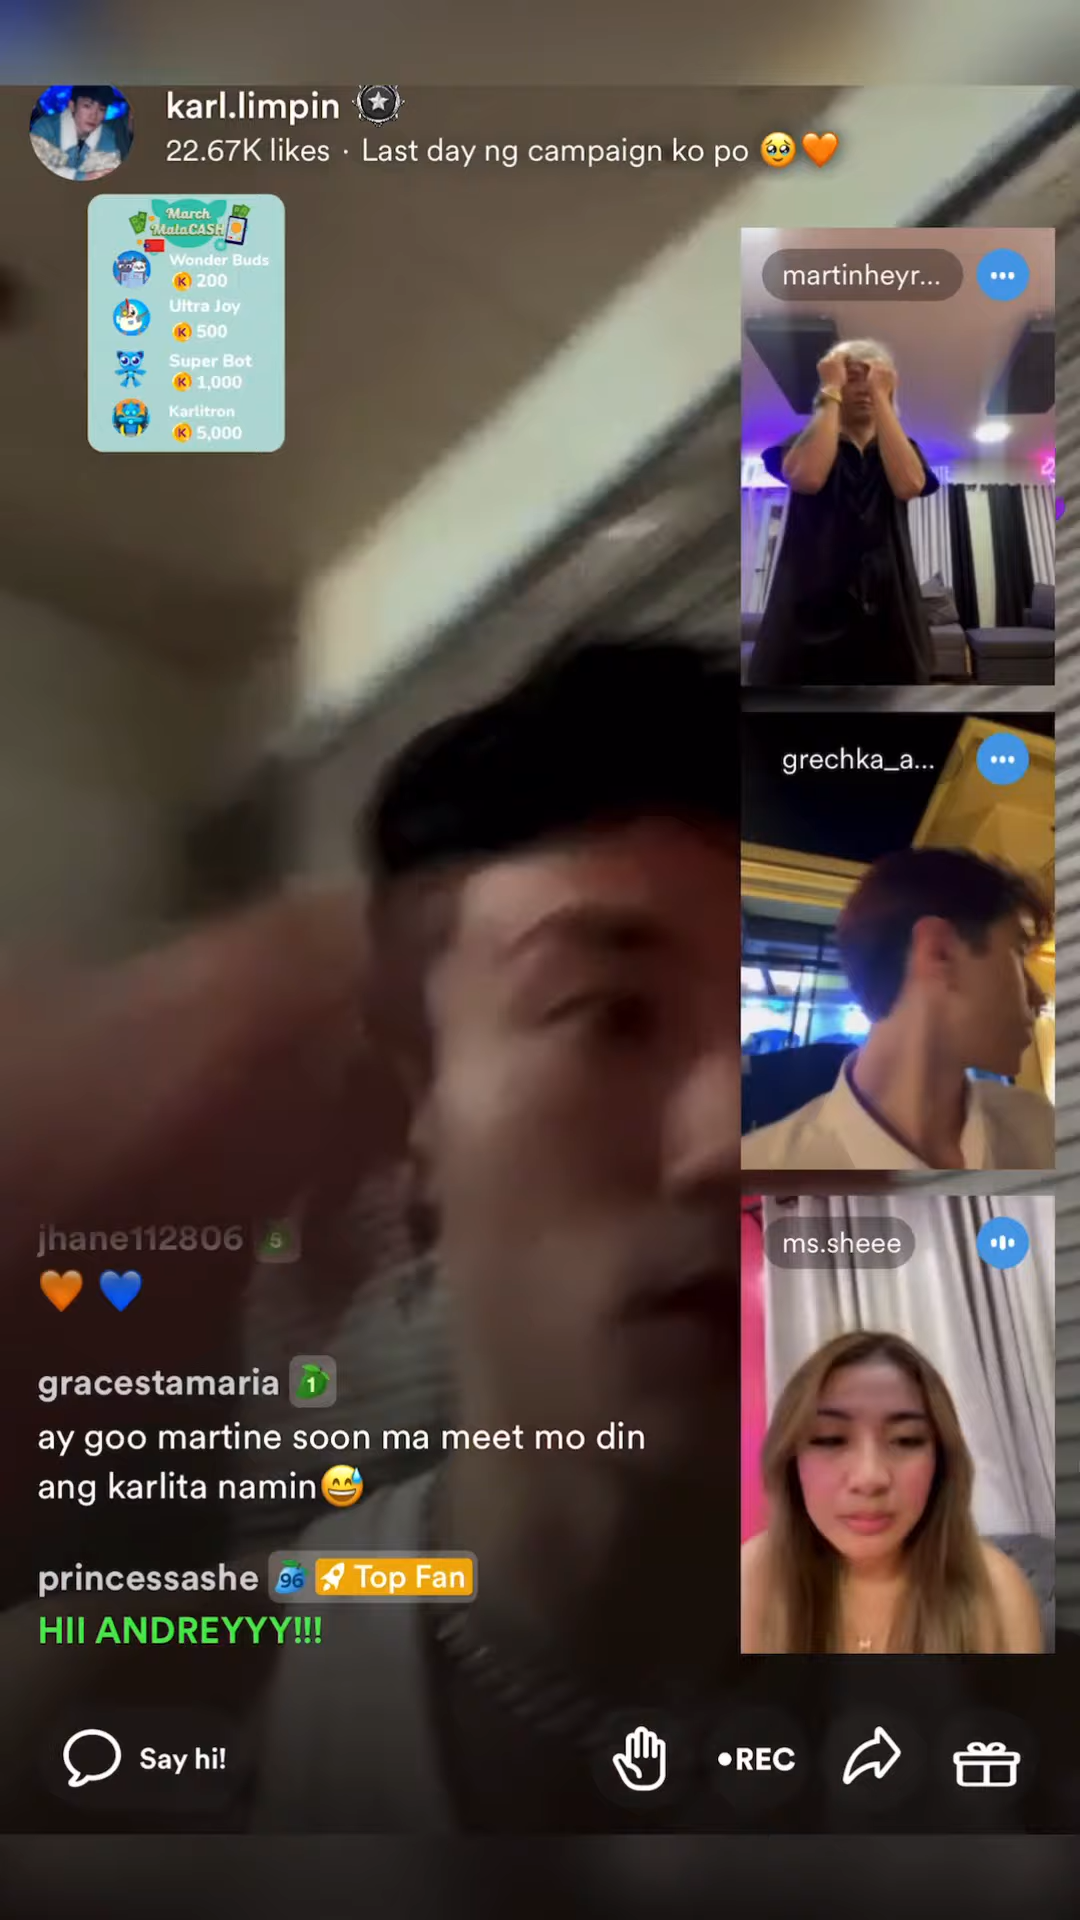 karl.limpin
22.67K likes · Last day ng campaign ko po 🥹🧡
March
MalaCASH
Wonder Buds
K 200
Ultra Joy
K 500
Super Bot
K 1,000
Karlitron
K 5,000
martinheyr...
grechka_a...
ms.sheee
jhane112806 5
🧡 💙
gracestamaria 1
ay goo martine soon ma meet mo din
ang karlita namin😅
princessashe 96 Top Fan
HII ANDREYYY!!!
Say hi!
•REC